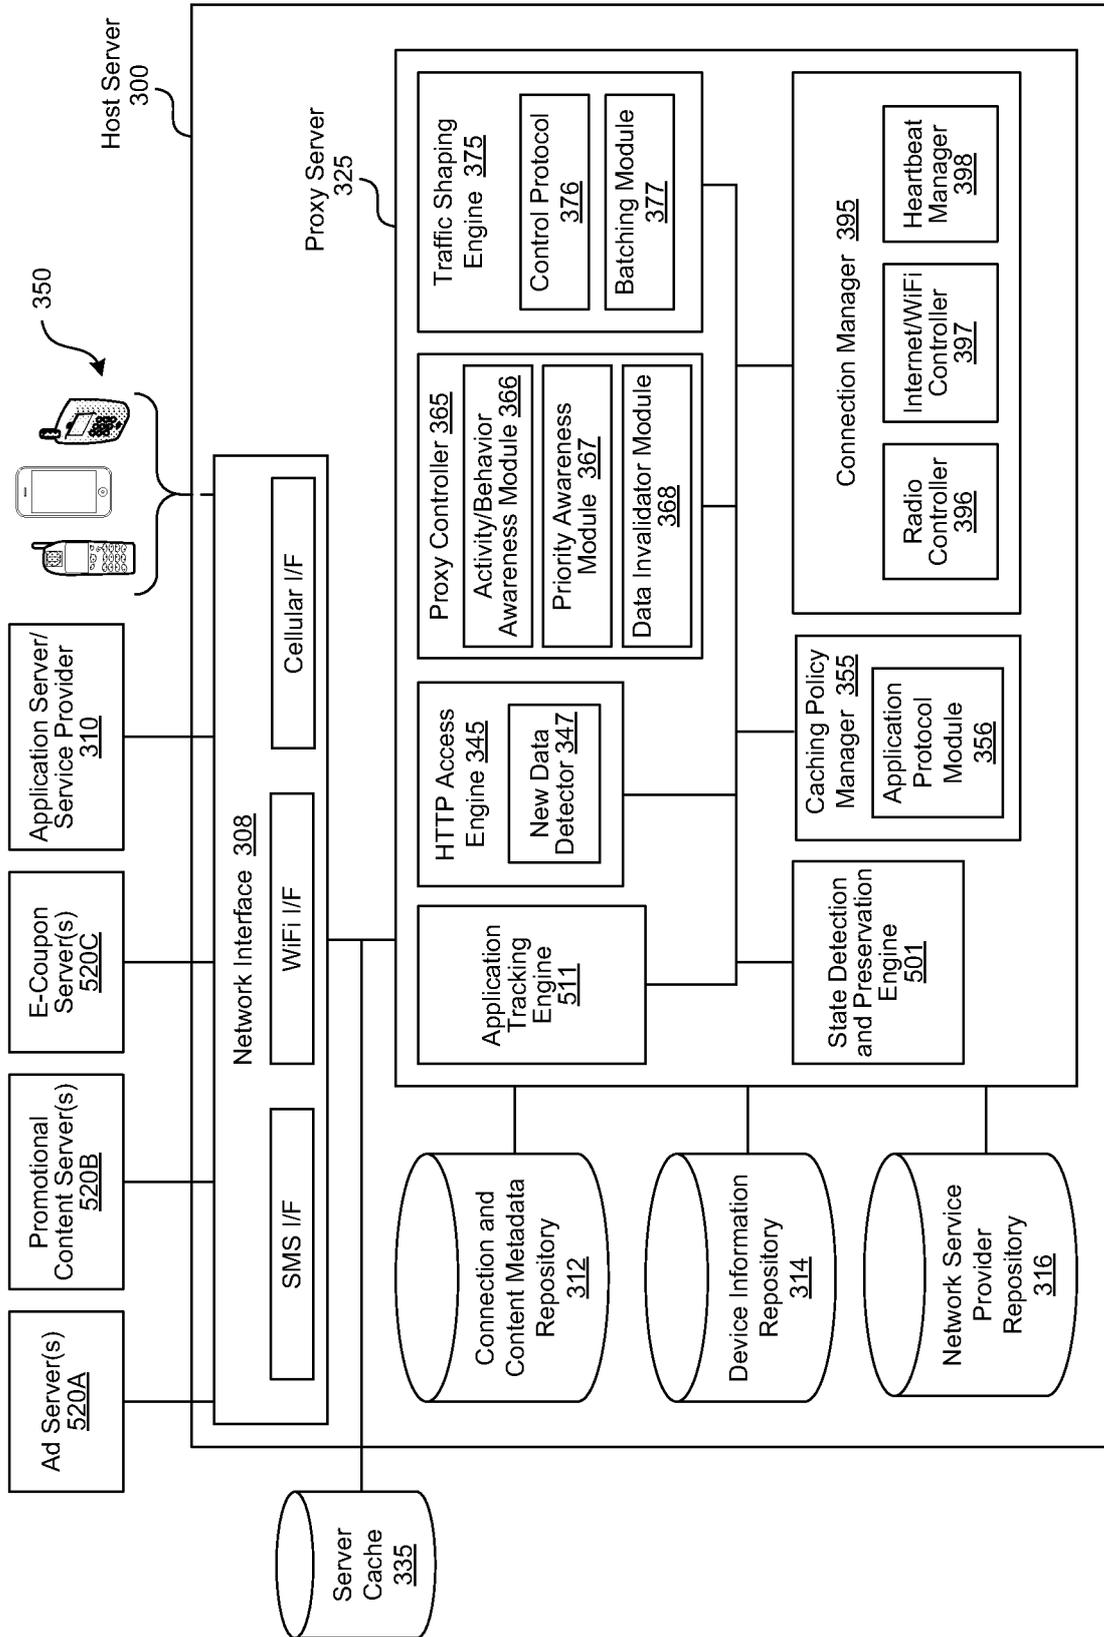 Ad Server(s)
520A
Promotional
Content Server(s)
520B
E-Coupon
Server(s)
520C
Application Server/
Service Provider
310
350
Host Server
300
Network Interface 308
SMS I/F
WiFi I/F
Cellular I/F
Server
Cache
335
Proxy Server
325
Connection and
Content Metadata
Repository
312
Device Information
Repository
314
Network Service
Provider
Repository
316
Application
Tracking
Engine
511
HTTP Access
Engine 345
New Data
Detector 347
Proxy Controller 365
Activity/Behavior
Awareness Module 366
Priority Awareness
Module 367
Data Invalidator Module
368
Traffic Shaping
Engine 375
Control Protocol
376
Batching Module
377
State Detection
and Preservation
Engine
501
Caching Policy
Manager 355
Application
Protocol
Module
356
Connection Manager 395
Radio
Controller
396
Internet/WiFi
Controller
397
Heartbeat
Manager
398